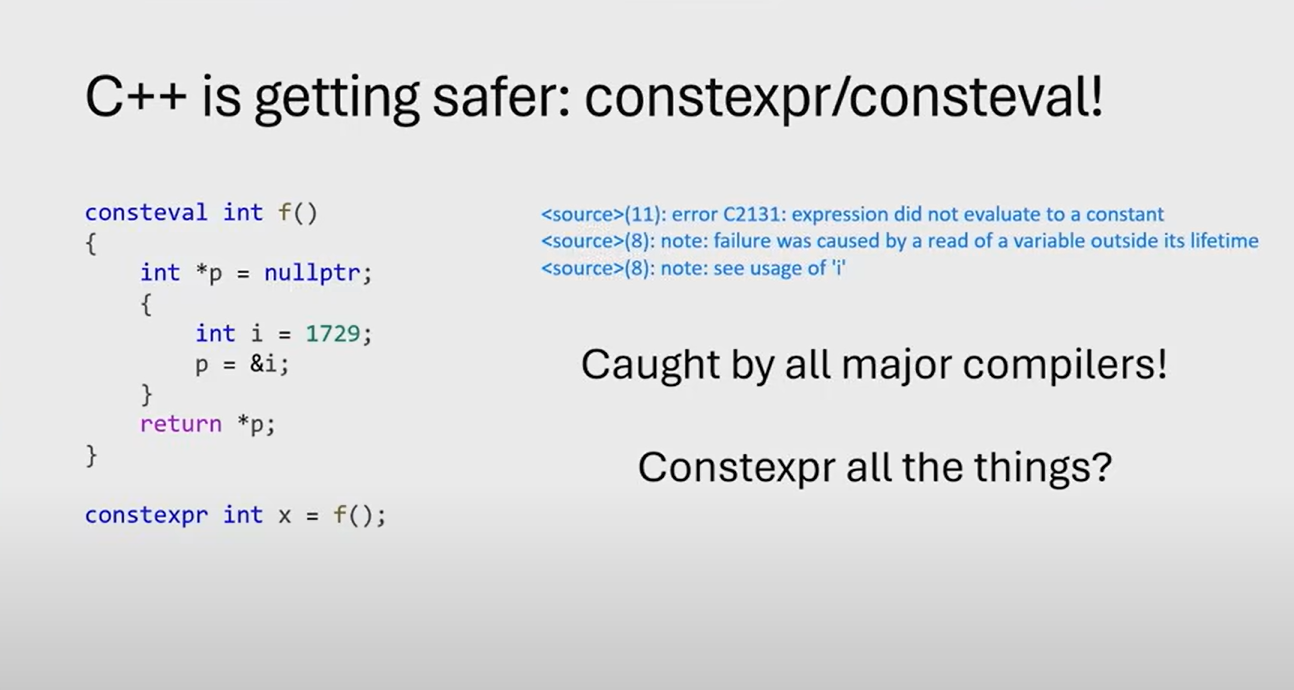 C++ is getting safer: constexpr/consteval!
consteval int f()
{
    int *p = nullptr;
    {
        int i = 1729;
        p = &i;
    }
    return *p;
}
constexpr int x = f();
<source>(11): error C2131: expression did not evaluate to a constant
<source>(8): note: failure was caused by a read of a variable outside its lifetime
<source>(8): note: see usage of 'i'
Caught by all major compilers!
Constexpr all the things?